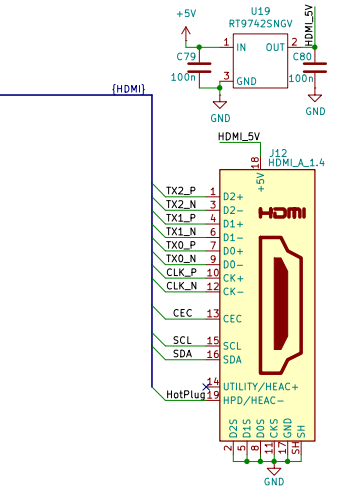 +5V
U19
RT9742SNGV
HDMI_5V
C79
1
IN
OUT
2
C80
100n
3
GND
100n
GND
GND
{HDMI}
HDMI_5V
J12
HDMI_A_1.4
18
+5V
HDMI
TX2_P
1
D2+
TX2_N
3
D2-
TX1_P
4
D1+
TX1_N
6
D1-
TX0_P
7
D0+
TX0_N
9
D0-
CLK_P
10
CK+
CLK_N
12
CK-
CEC
13
CEC
SCL
15
SCL
SDA
16
SDA
14
UTILITY/HEAC+
HotPlug
19
HPD/HEAC-
D2S
D1S
D0S
CKS
GND
SH
2
5
8
11
17
SH
GND